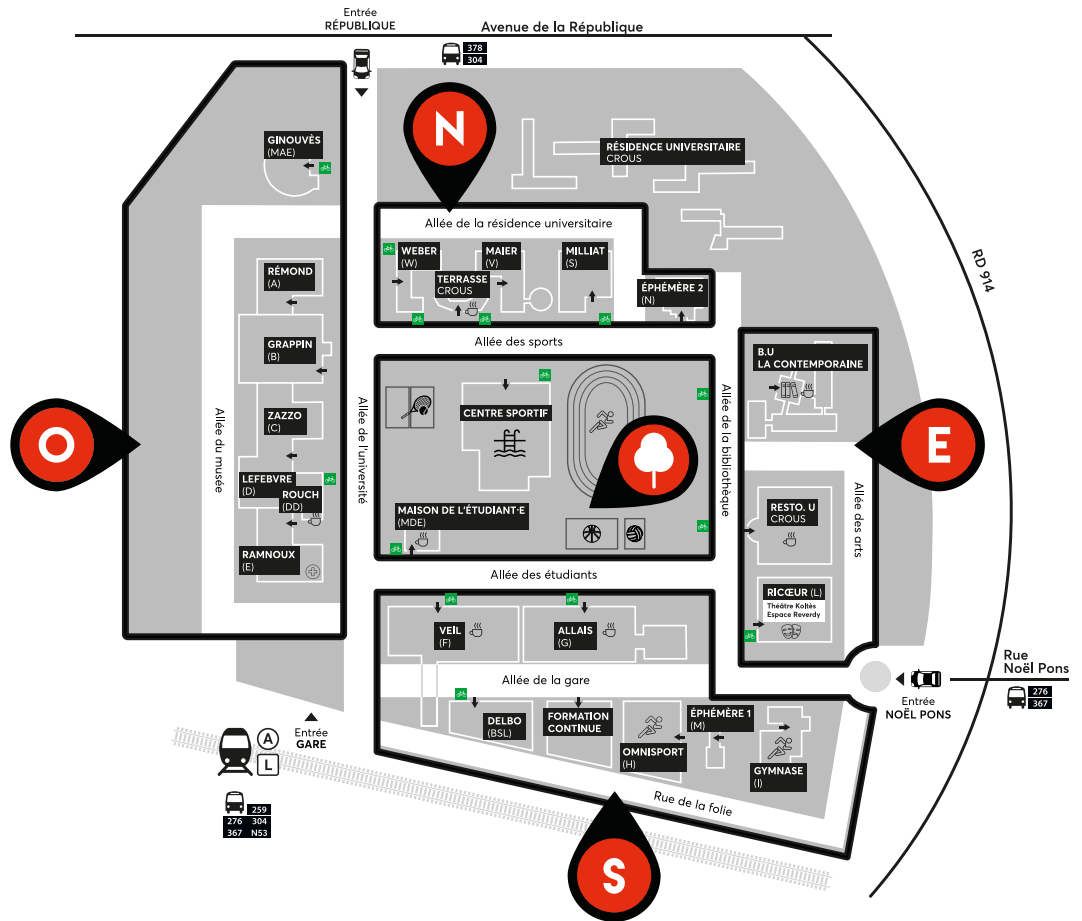 Entrée
RÉPUBLIQUE
Avenue de la République
378
304
N
GINOUVÈS
(MAE)
RÉSIDENCE UNIVERSITAIRE
CROUS
Allée de la résidence universitaire
WEBER
(W)
MAIER
(V)
MILLIAT
(S)
TERRASSE
CROUS
ÉPHÉMÈRE 2
(N)
RD 914
RÉMOND
(A)
GRAPPIN
(B)
ZAZZO
(C)
LEFEBVRE
(D)
ROUCH
(DD)
RAMNOUX
(E)
O
Allée du musée
Allée de l'université
Allée des sports
CENTRE SPORTIF
MAISON DE L'ÉTUDIANT·E
(MDE)
Allée de la bibliothèque
B.U
LA CONTEMPORAINE
E
RESTO. U
CROUS
Allée des arts
RICŒUR (L)
Théâtre Koltès
Espace Reverdy
Allée des étudiants
VEIL
(F)
ALLAIS
(G)
Allée de la gare
DELBO
(BSL)
FORMATION
CONTINUE
OMNISPORT
(H)
ÉPHÉMÈRE 1
(M)
GYMNASE
(I)
Rue de la folie
S
Rue
Noël Pons
276
367
Entrée
NOËL PONS
Entrée
GARE
A
L
259
276 304
367 N53